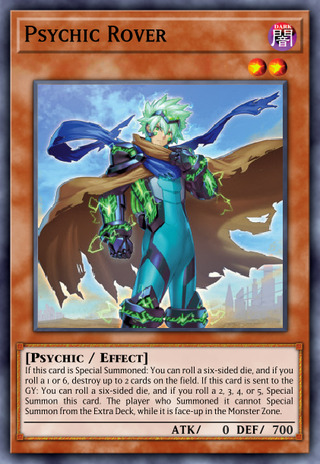 Psychic Rover
DARK
闇
[Psychic / Effect]
If this card is Special Summoned: You can roll a six-sided die, and if you
roll a 1 or 6, destroy up to 2 cards on the field. If this card is sent to the
GY: You can roll a six-sided die, and if you roll a 2, 3, 4, or 5, Special
Summon this card. The player who Summoned it cannot Special
Summon from the Extra Deck, while it is face-up in the Monster Zone.
ATK/ 0 DEF/ 700